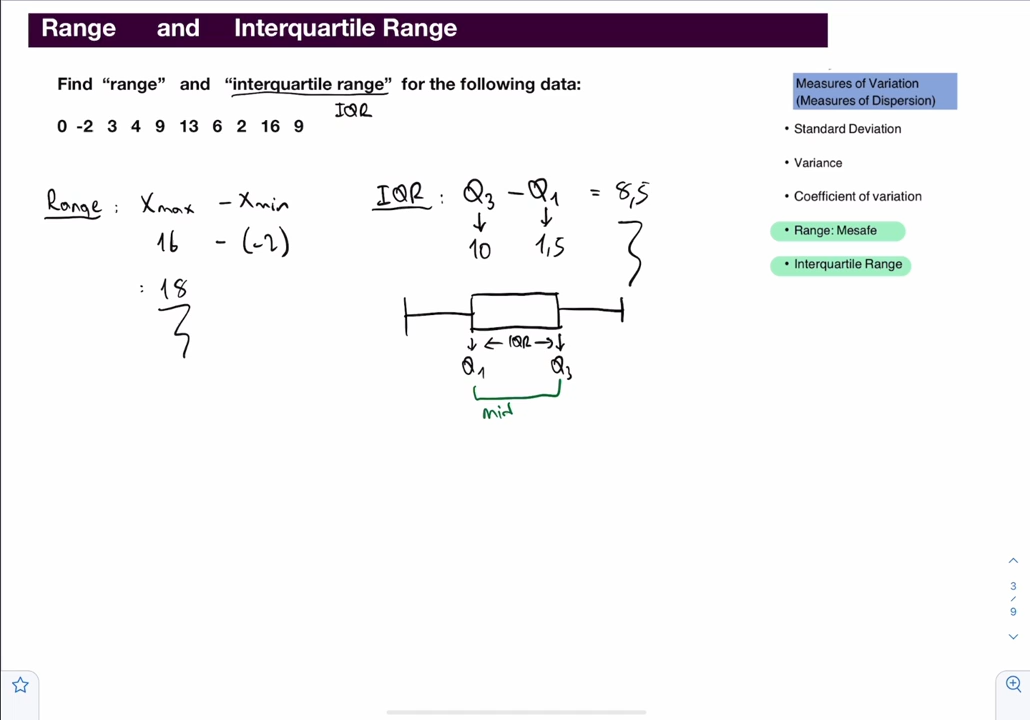 Range and Interquartile Range
Find “range” and “interquartile range” for the following data:
IQR
0 -2 3 4 9 13 6 2 16 9
Range : Xmax - Xmin
16 - (-2)
: 18
IQR : Q3 - Q1 = 8,5
10 1,5
IQR
Q1 Q3
mid
Measures of Variation
(Measures of Dispersion)
• Standard Deviation
• Variance
• Coefficient of variation
• Range: Mesafe
• Interquartile Range
3
/
9